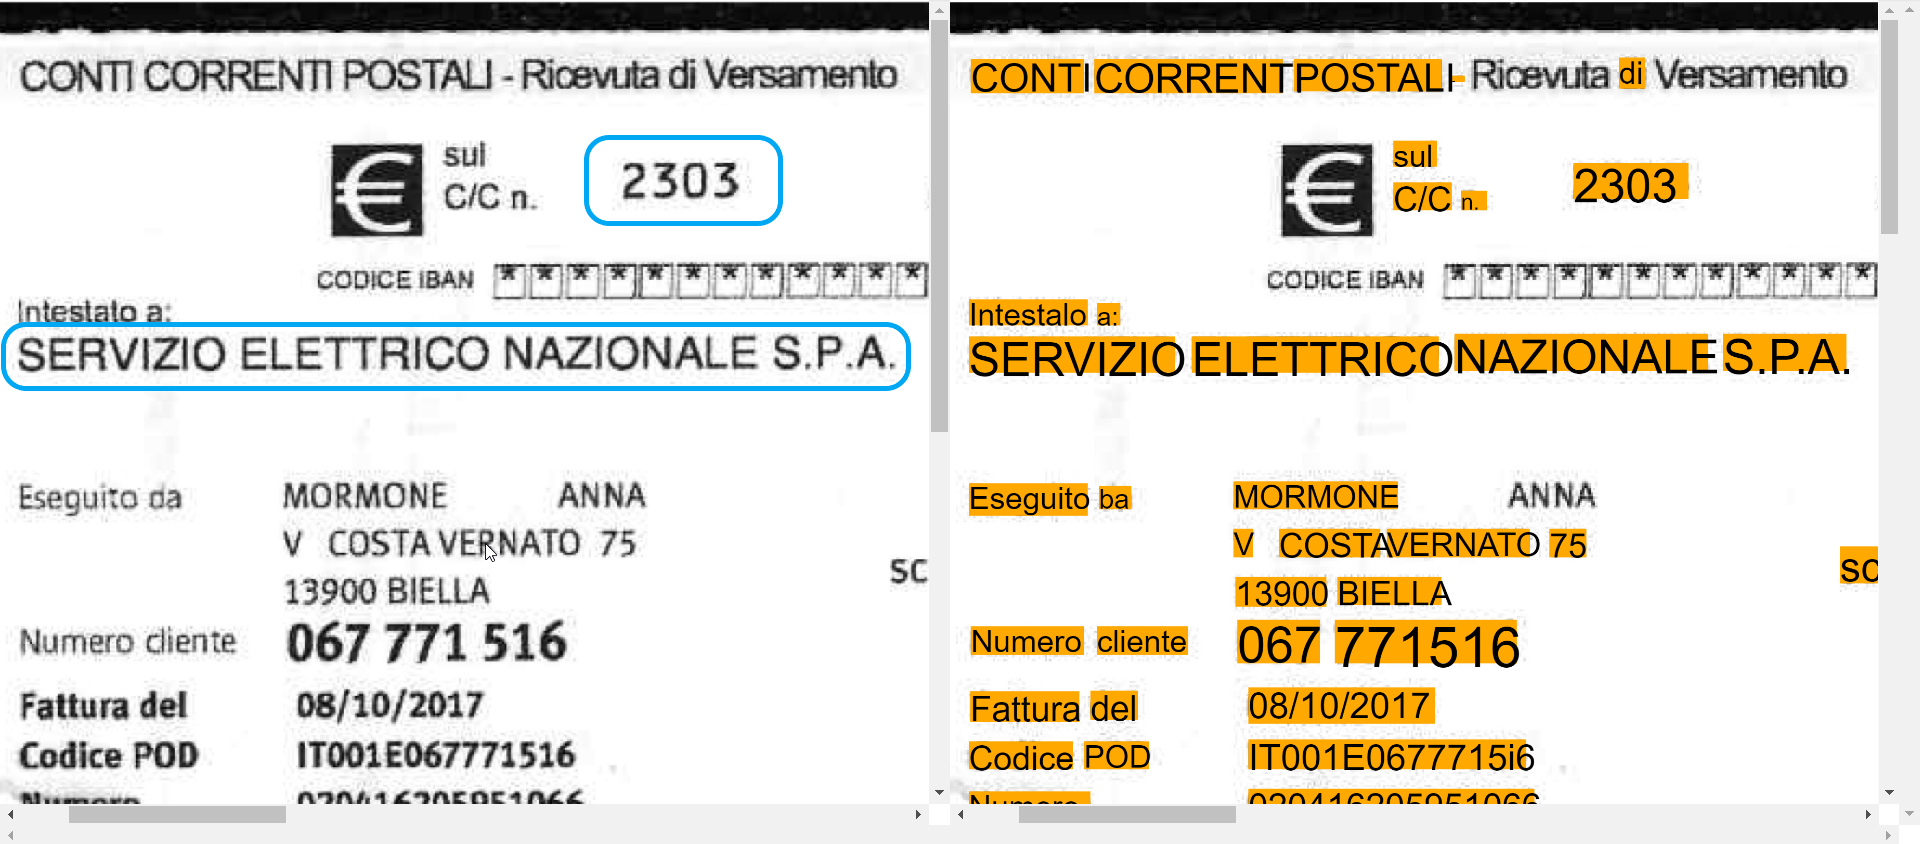 CONTI CORRENTI POSTALI - Ricevuta di Versamento
€ sul
C/C n. 2303
CODICE IBAN * * * * * * * * * * * *
Intestato a:
SERVIZIO ELETTRICO NAZIONALE S.P.A.
Eseguito da MORMONE ANNA
V COSTA VERNATO 75
SC
13900 BIELLA
Numero cliente 067 771 516
Fattura del 08/10/2017
Codice POD IT001E067771516
Numero 020416205951066
CONTI CORRENT POSTALI - Ricevuta di Versamento
€ sul
C/C n. 2303
CODICE IBAN * * * * * * * * * * * *
Intestalo a:
SERVIZIO ELETTRICO NAZIONALE S.P.A.
Eseguito ba MORMONE ANNA
V COSTA VERNATO 75
SC
13900 BIELLA
Numero cliente 067 771516
Fattura del 08/10/2017
Codice POD IT001E0677715i6
Numero 020416205951066